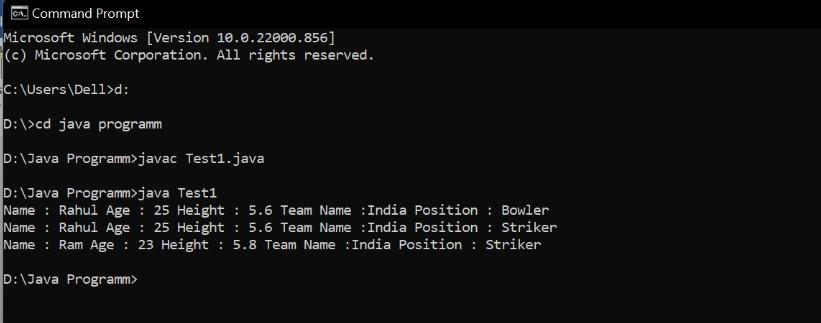 Command Prompt
Microsoft Windows [Version 10.0.22000.856]
(c) Microsoft Corporation. All rights reserved.
C:\Users\Dell>d:
D:\>cd java programm
D:\Java Programm>javac Test1.java
D:\Java Programm>java Test1
Name : Rahul Age : 25 Height : 5.6 Team Name :India Position : Bowler
Name : Rahul Age : 25 Height : 5.6 Team Name :India Position : Striker
Name : Ram Age : 23 Height : 5.8 Team Name :India Position : Striker
D:\Java Programm>